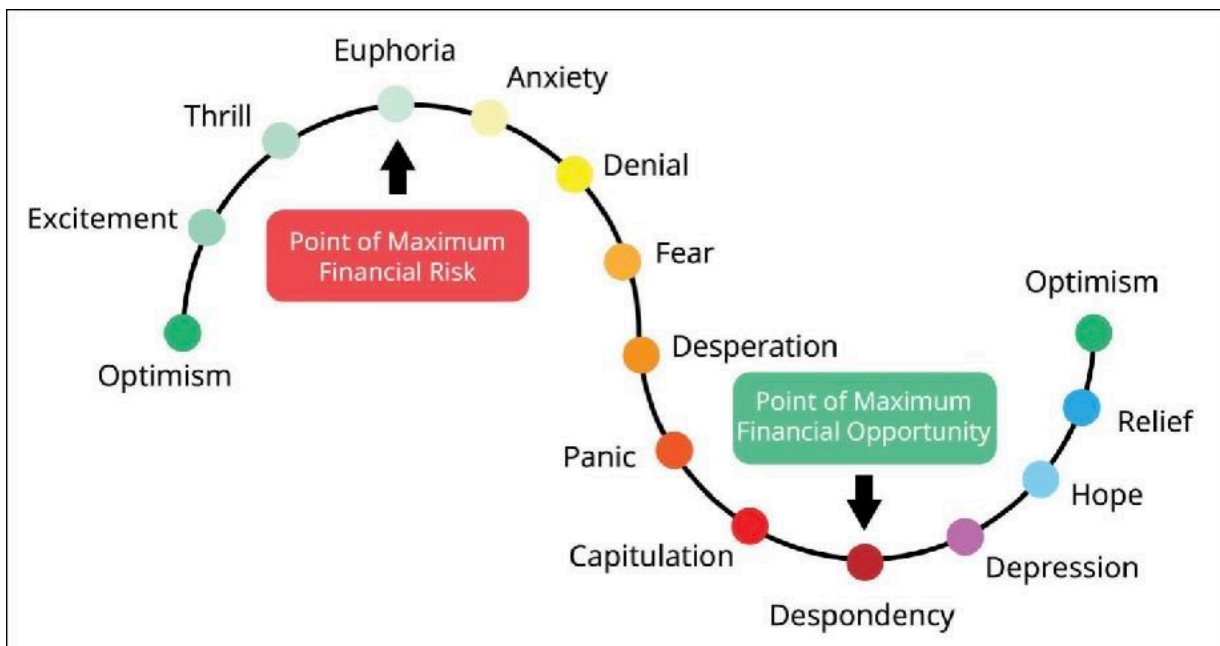 Euphoria
Anxiety
Thrill
Denial
Excitement
Point of Maximum
Financial Risk
Fear
Optimism
Optimism
Desperation
Point of Maximum
Financial Opportunity
Relief
Panic
Hope
Capitulation
Depression
Despondency